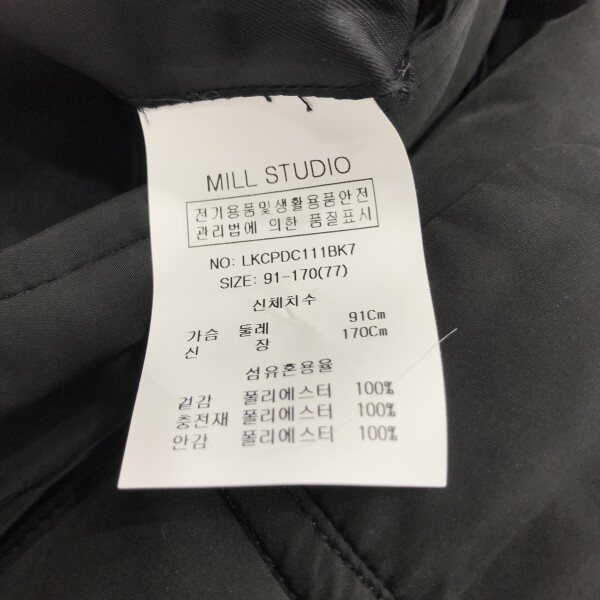 MILL STUDIO
전기용품및생활용품안전
관리법에 의한 품질표시
NO: LKCPDC111BK7
SIZE: 91-170(77)
신체치수
가슴 둘레 91Cm
신 장 170Cm
섬유혼용율
겉감 폴리에스터 100%
충전재 폴리에스터 100%
안감 폴리에스터 100%